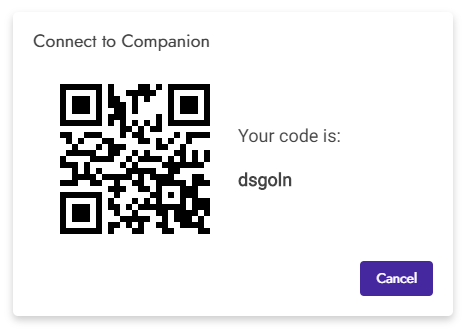 Connect to Companion
Your code is:
dsgoln
Cancel